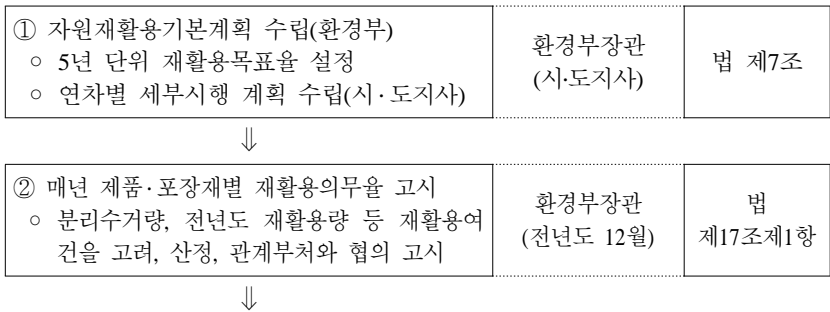 ① 자원재활용기본계획 수립(환경부)
○ 5년 단위 재활용목표율 설정
○ 연차별 세부시행 계획 수립(시·도지사)
환경부장관
(시·도지사)
법 제7조
⇓
② 매년 제품·포장재별 재활용의무율 고시
○ 분리수거량, 전년도 재활용량 등 재활용여
건을 고려, 산정, 관계부처와 협의 고시
환경부장관
(전년도 12월)
법
제17조제1항
⇓